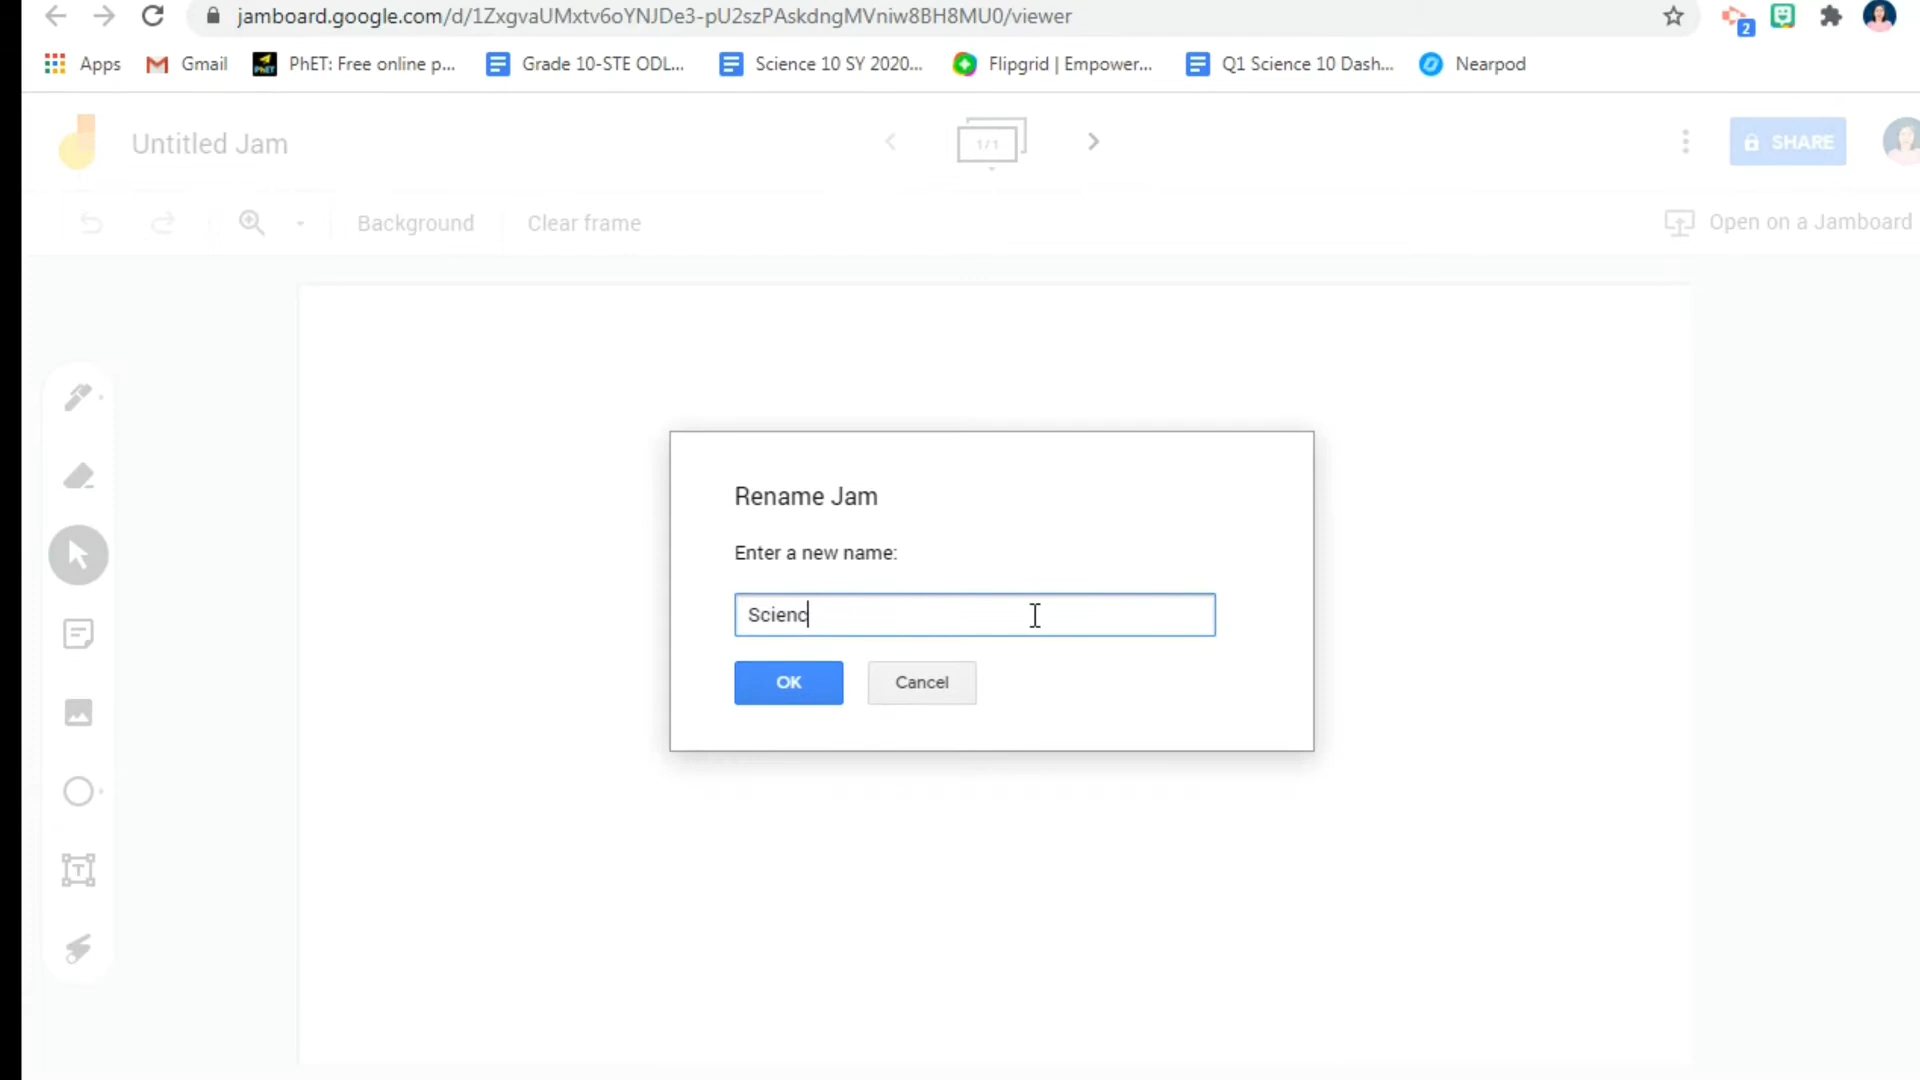 jamboard.google.com/d/1ZxgvaUMxtv6oYNJDe3-pU2szPAskdngMVniw8BH8MU0/viewer
2
Apps Gmail PhET: Free online p... Grade 10-STE ODL... Science 10 SY 2020... Flipgrid | Empower... Q1 Science 10 Dash... Nearpod
Untitled Jam 1/1 SHARE
Background Clear frame Open on a Jamboard
Rename Jam
Enter a new name:
Scienc
OK Cancel